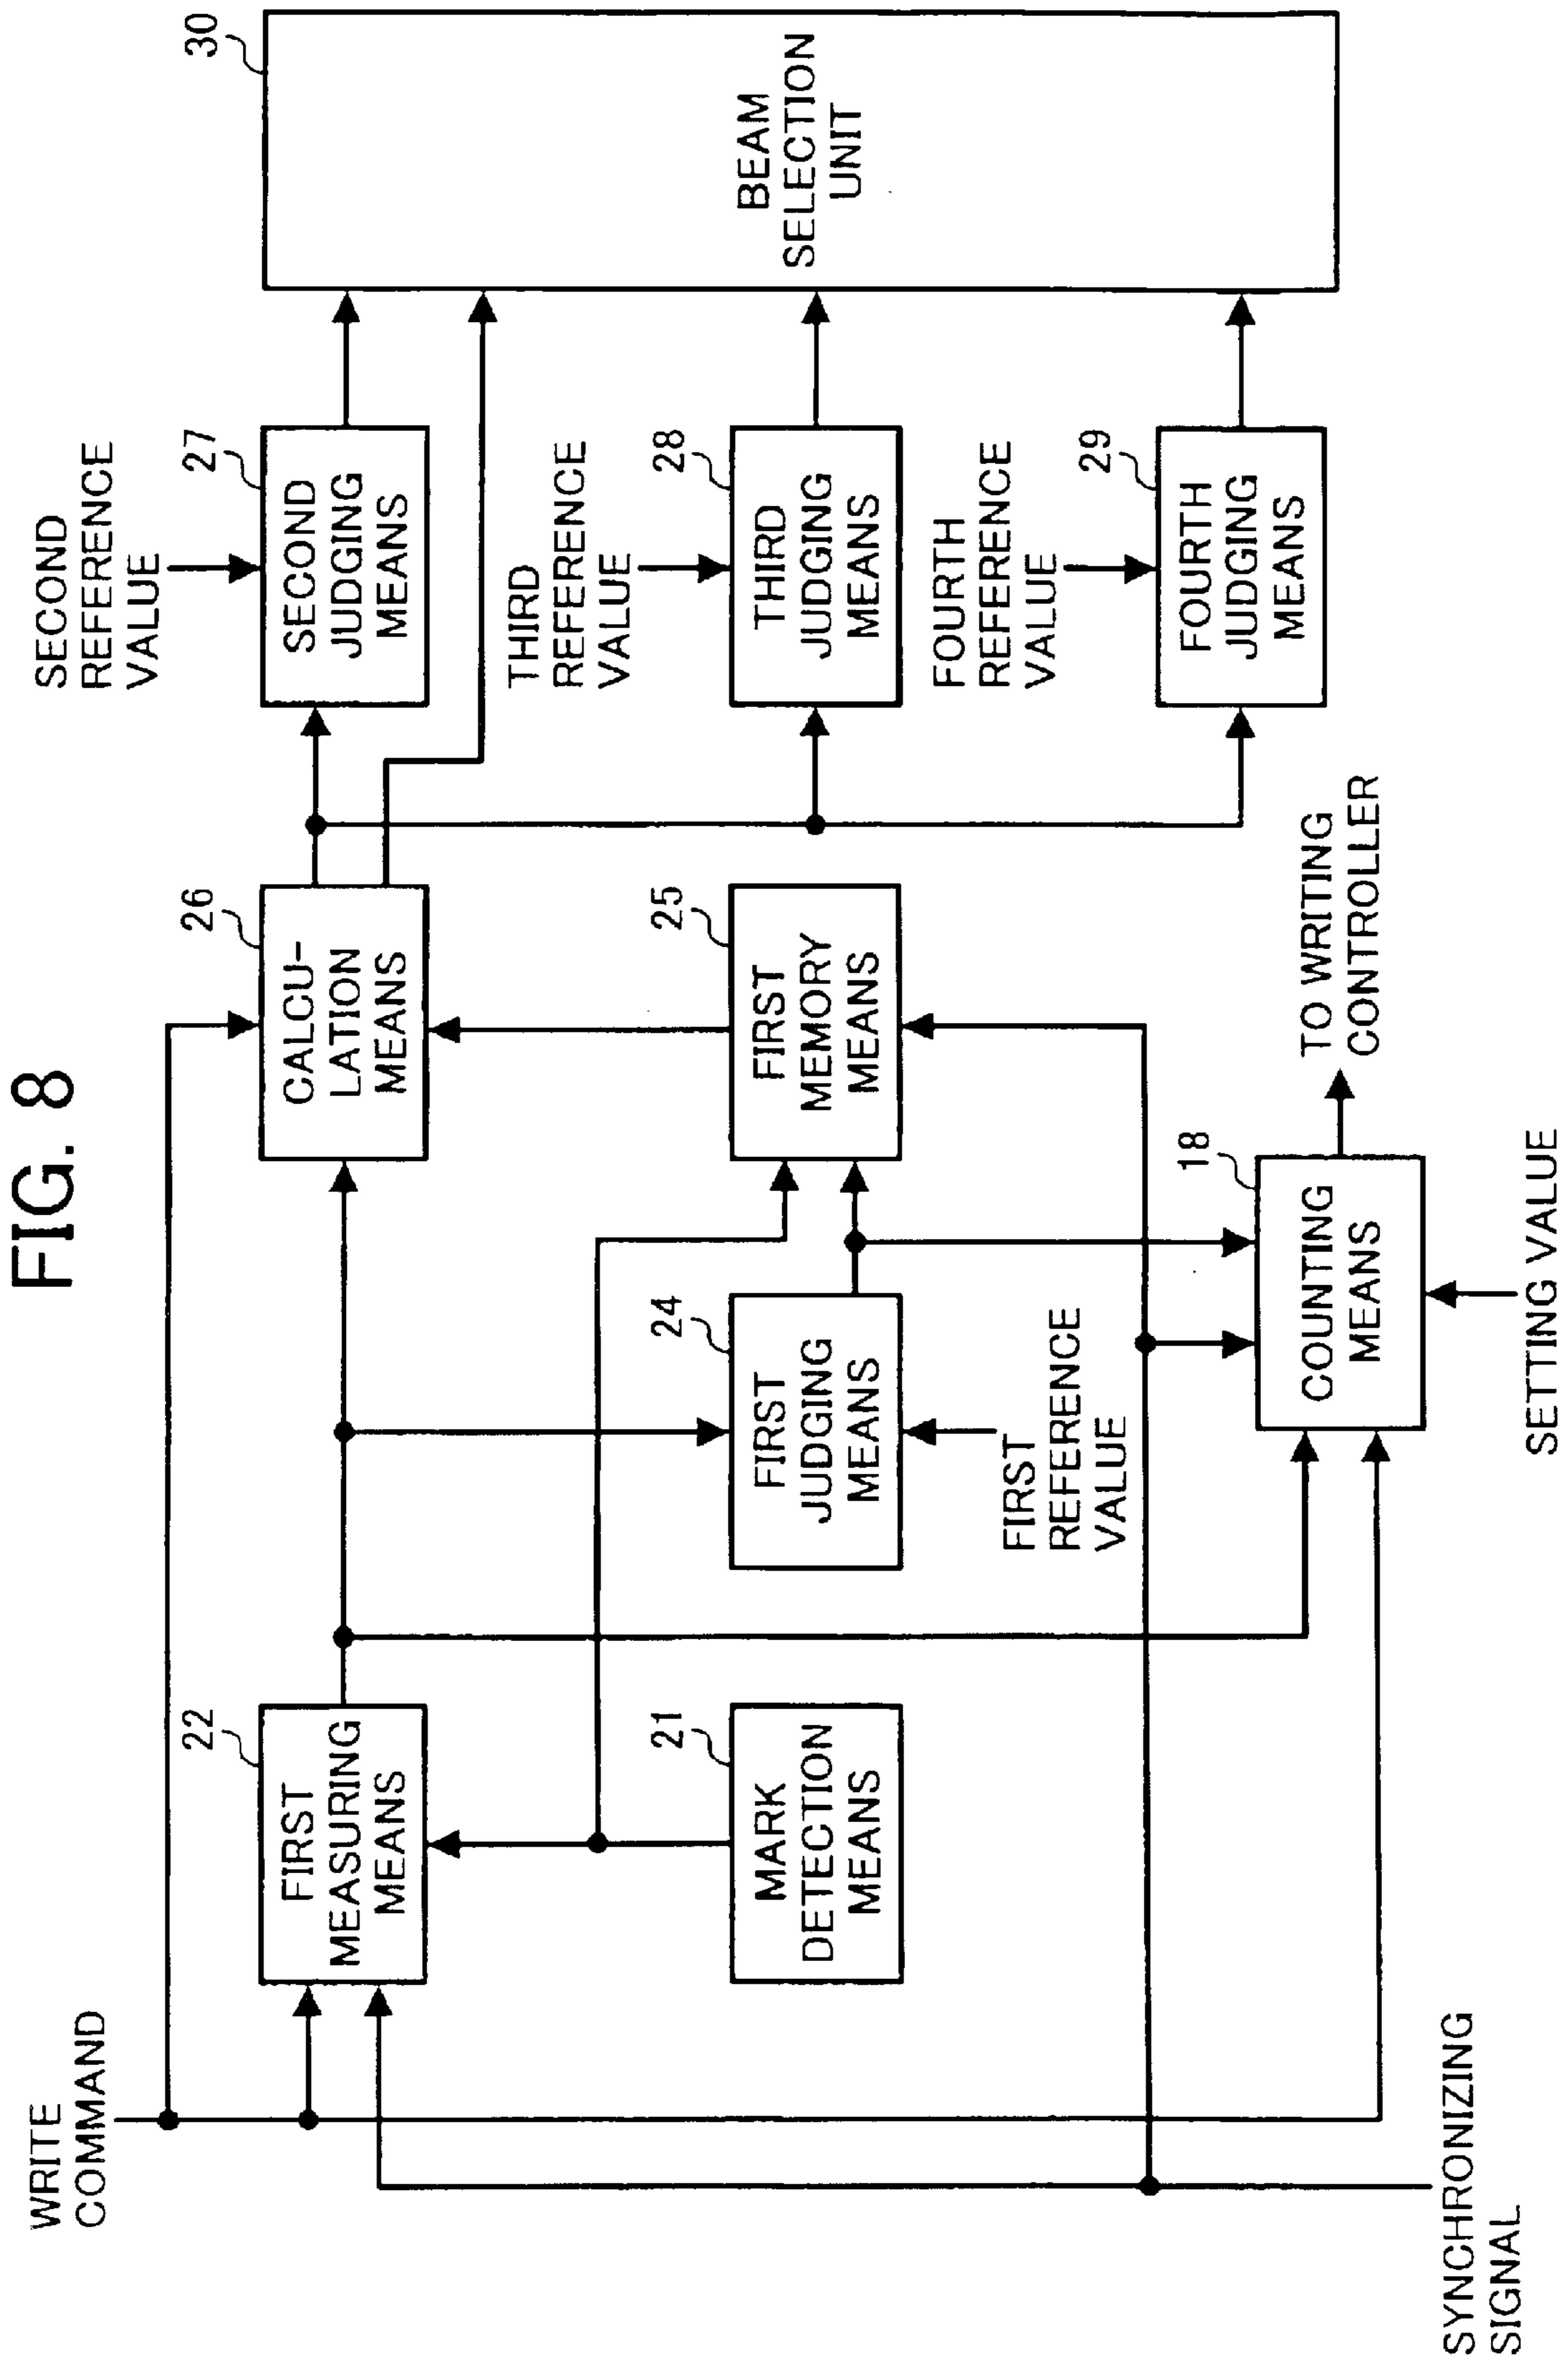 FIG. 8
WRITE
COMMAND
22
FIRST
MEASURING
MEANS
21
MARK
DETECTION
MEANS
SYNCHRONIZING
SIGNAL
24
FIRST
JUDGING
MEANS
FIRST
REFERENCE
VALUE
26
CALCU-
LATION
MEANS
25
FIRST
MEMORY
MEANS
18
COUNTING
MEANS
SETTING VALUE
TO WRITING
CONTROLLER
SECOND
REFERENCE
VALUE
27
SECOND
JUDGING
MEANS
THIRD
REFERENCE
VALUE
28
THIRD
JUDGING
MEANS
FOURTH
REFERENCE
VALUE
29
FOURTH
JUDGING
MEANS
30
BEAM
SELECTION
UNIT